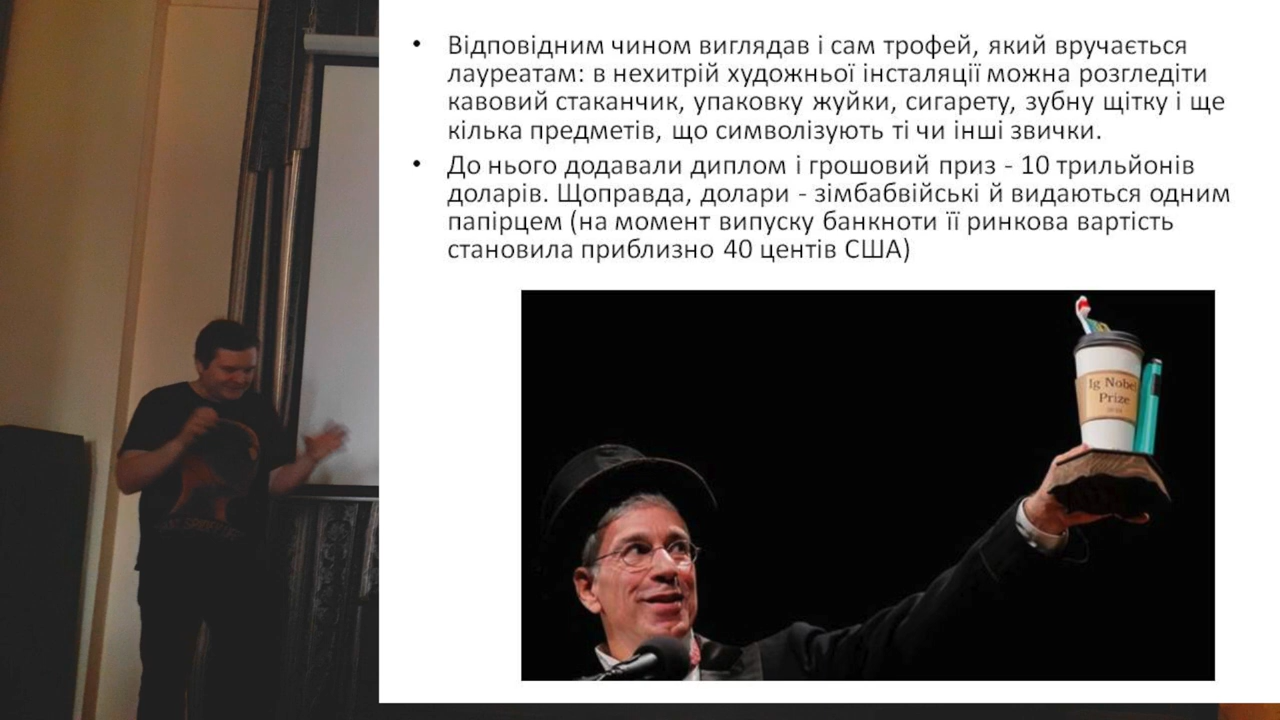 • Відповідним чином виглядав і сам трофей, який вручається
лауреатам: в нехитрій художньої інсталяції можна розгледіти
кавовий стаканчик, упаковку жуйки, сигарету, зубну щітку і ще
кілька предметів, що символізують ті чи інші звички.
• До нього додавали диплом і грошовий приз - 10 трильйонів
доларів. Щоправда, долари - зімбабвійські й видаються одним
папірцем (на момент випуску банкноти її ринкова вартість
становила приблизно 40 центів США)
Ig Nobel
Prize